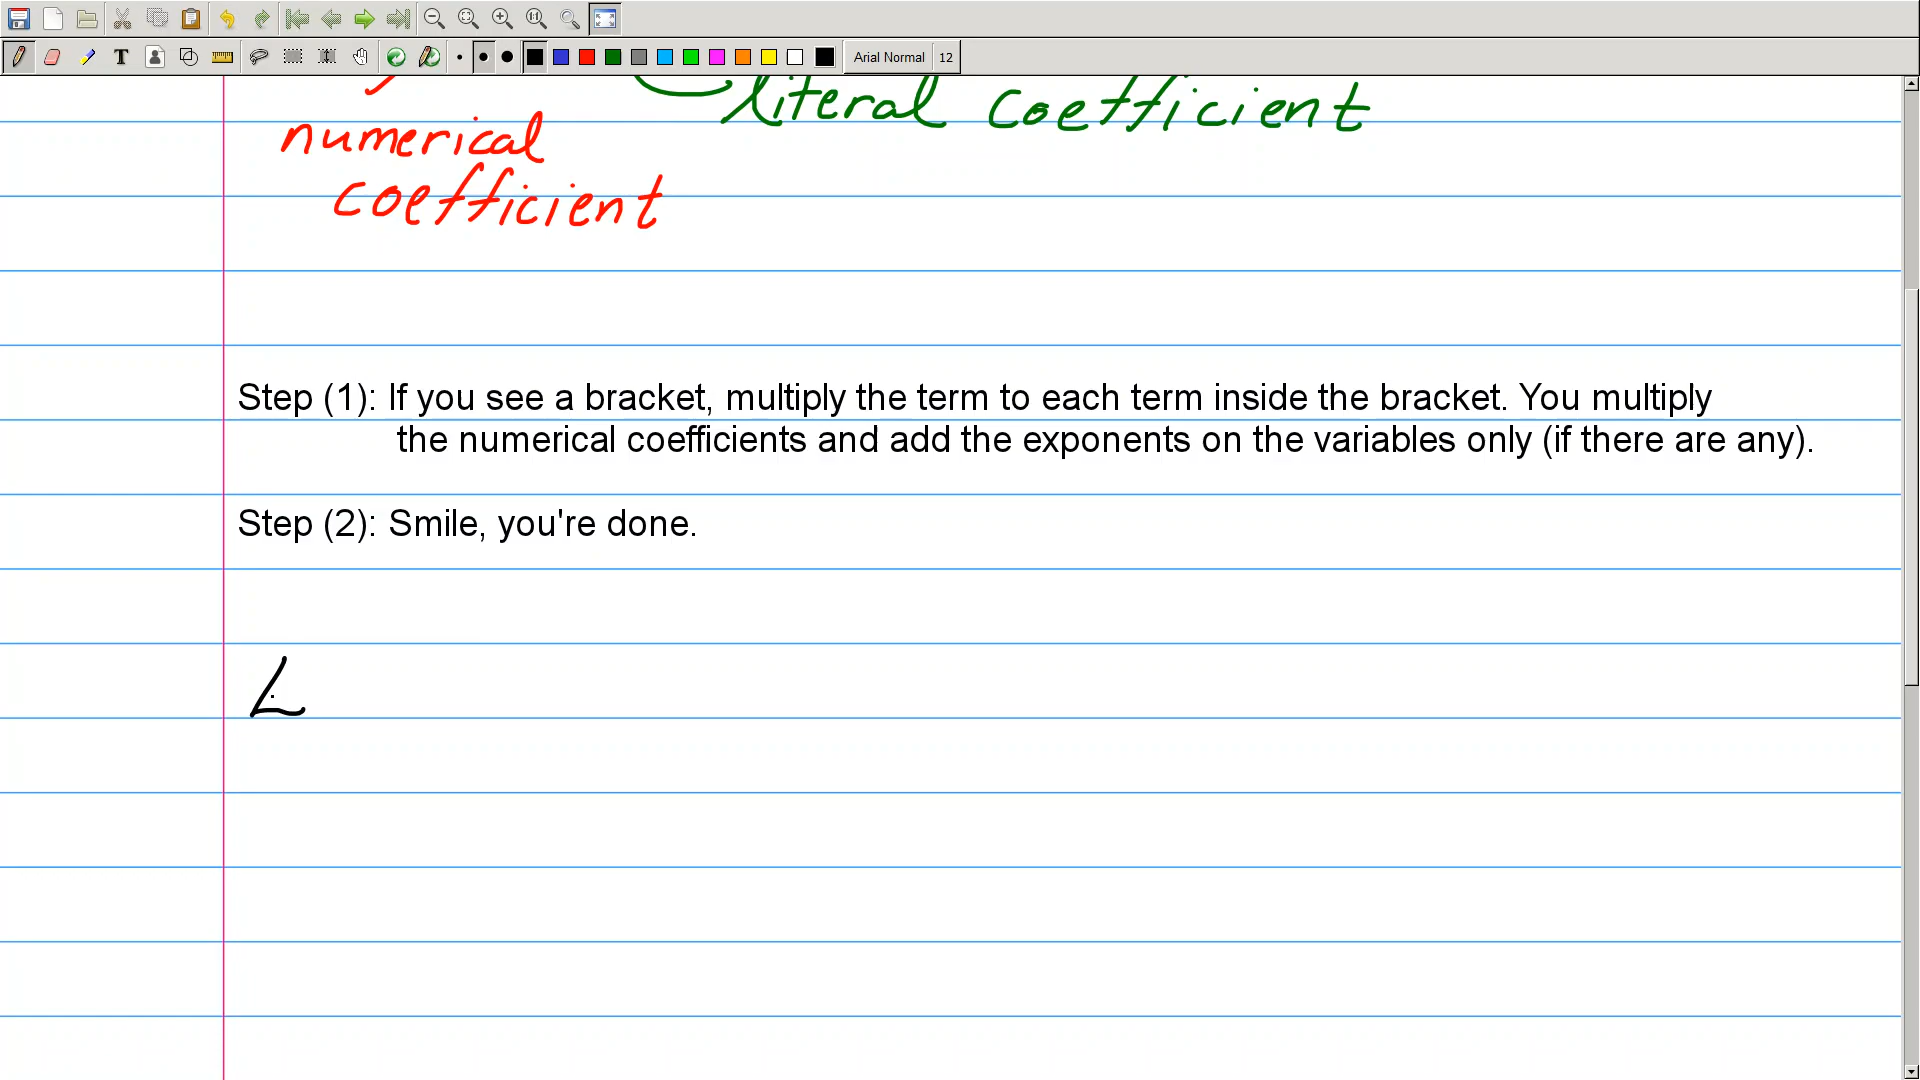 Arial Normal 12
literal coefficient
numerical
coefficient
Step (1): If you see a bracket, multiply the term to each term inside the bracket. You multiply
the numerical coefficients and add the exponents on the variables only (if there are any).
Step (2): Smile, you're done.
L